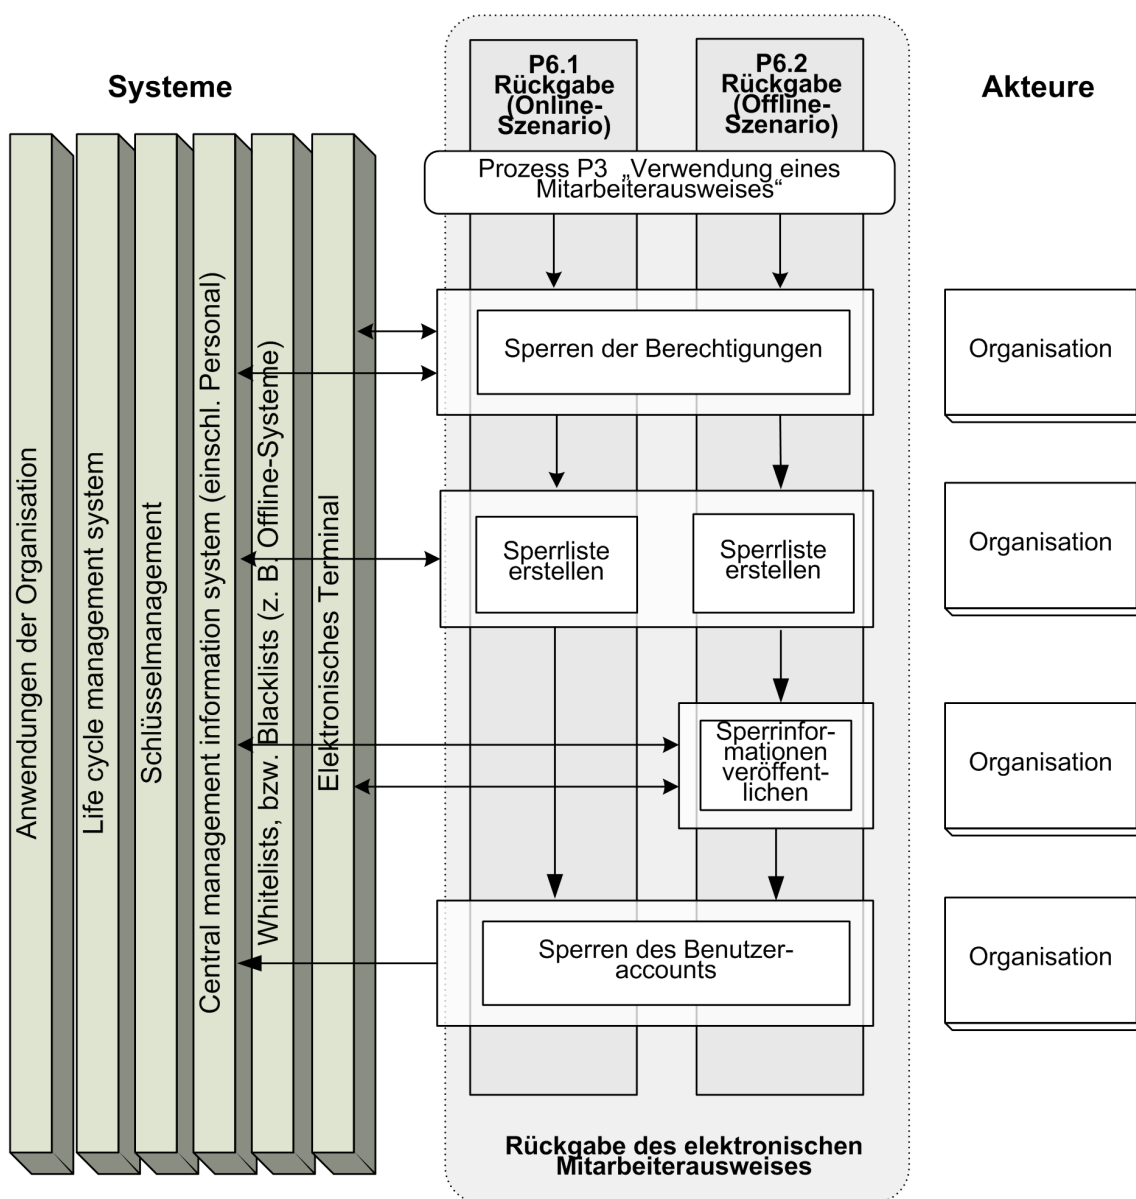 Systeme
P6.1
Rückgabe
(Online-
Szenario)
P6.2
Rückgabe
(Offline-
Szenario)
Akteure
Prozess P3 „Verwendung eines
Mitarbeiterausweises“
Anwendungen der Organisation
Life cycle management system
Schlüsselmanagement
Central management information system (einschl. Personal)
Whitelists, bzw. Blacklists (z. B. Offline-Systeme)
Elektronisches Terminal
Sperren der Berechtigungen
Organisation
Sperrliste
erstellen
Sperrliste
erstellen
Organisation
Sperrinfor-
mationen
veröffent-
lichen
Organisation
Sperren des Benutzer-
accounts
Organisation
Rückgabe des elektronischen
Mitarbeiterausweises